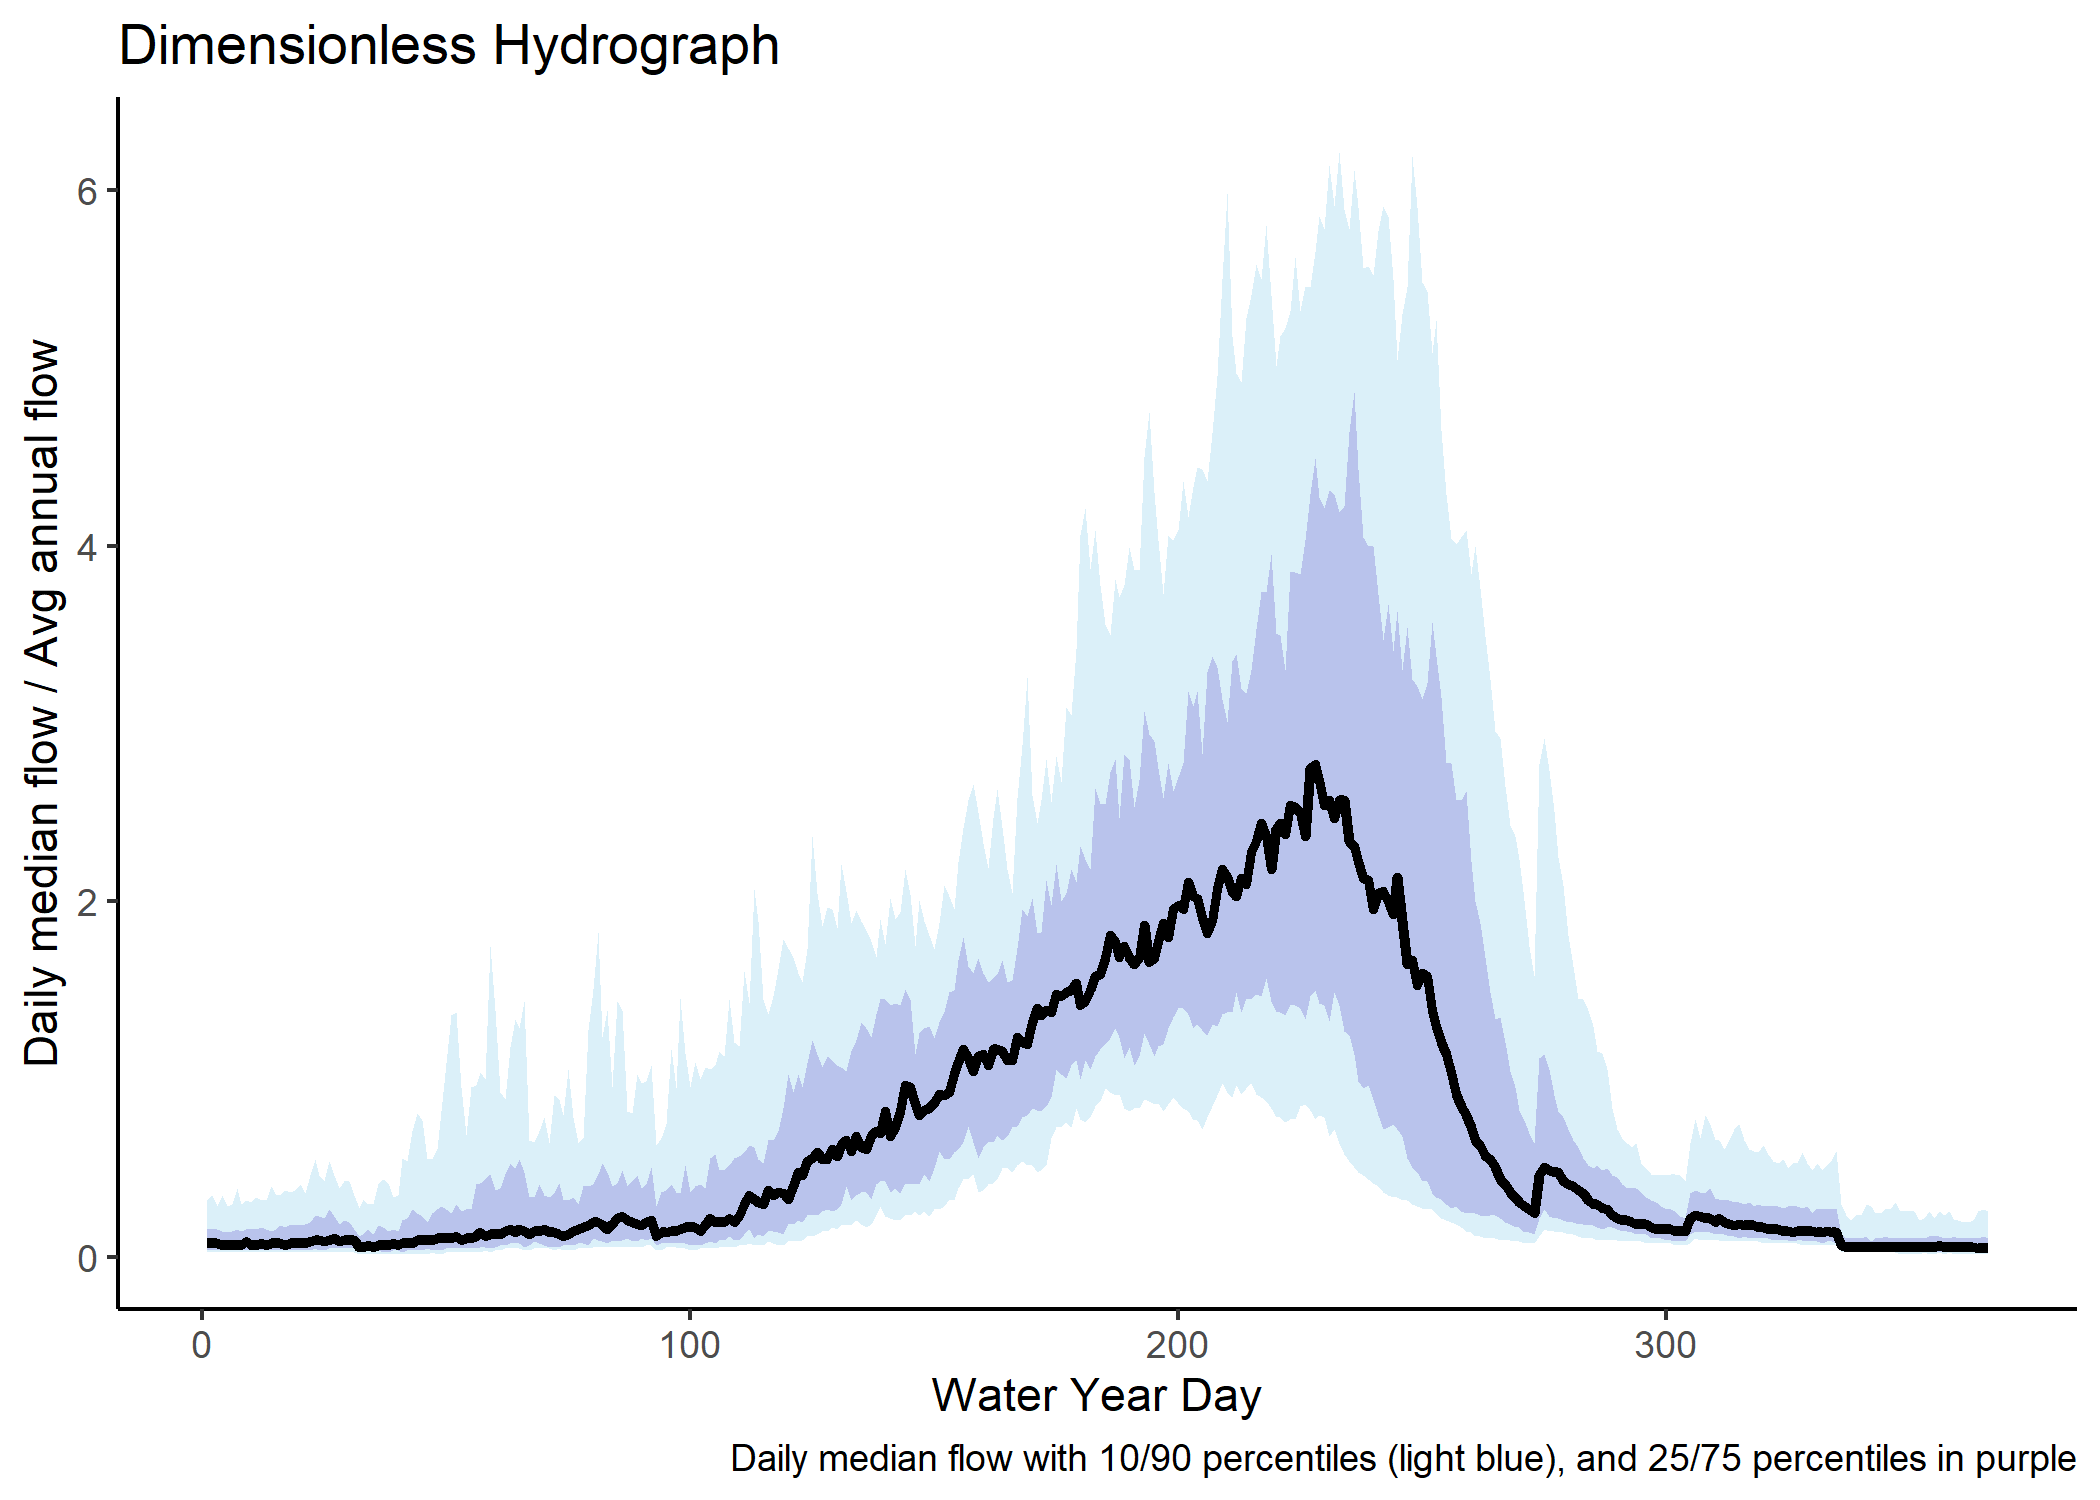 Dimensionless Hydrograph
Daily median flow / Avg annual flow
6
4
2
0
0 100 200 300
Water Year Day
Daily median flow with 10/90 percentiles (light blue), and 25/75 percentiles in purple